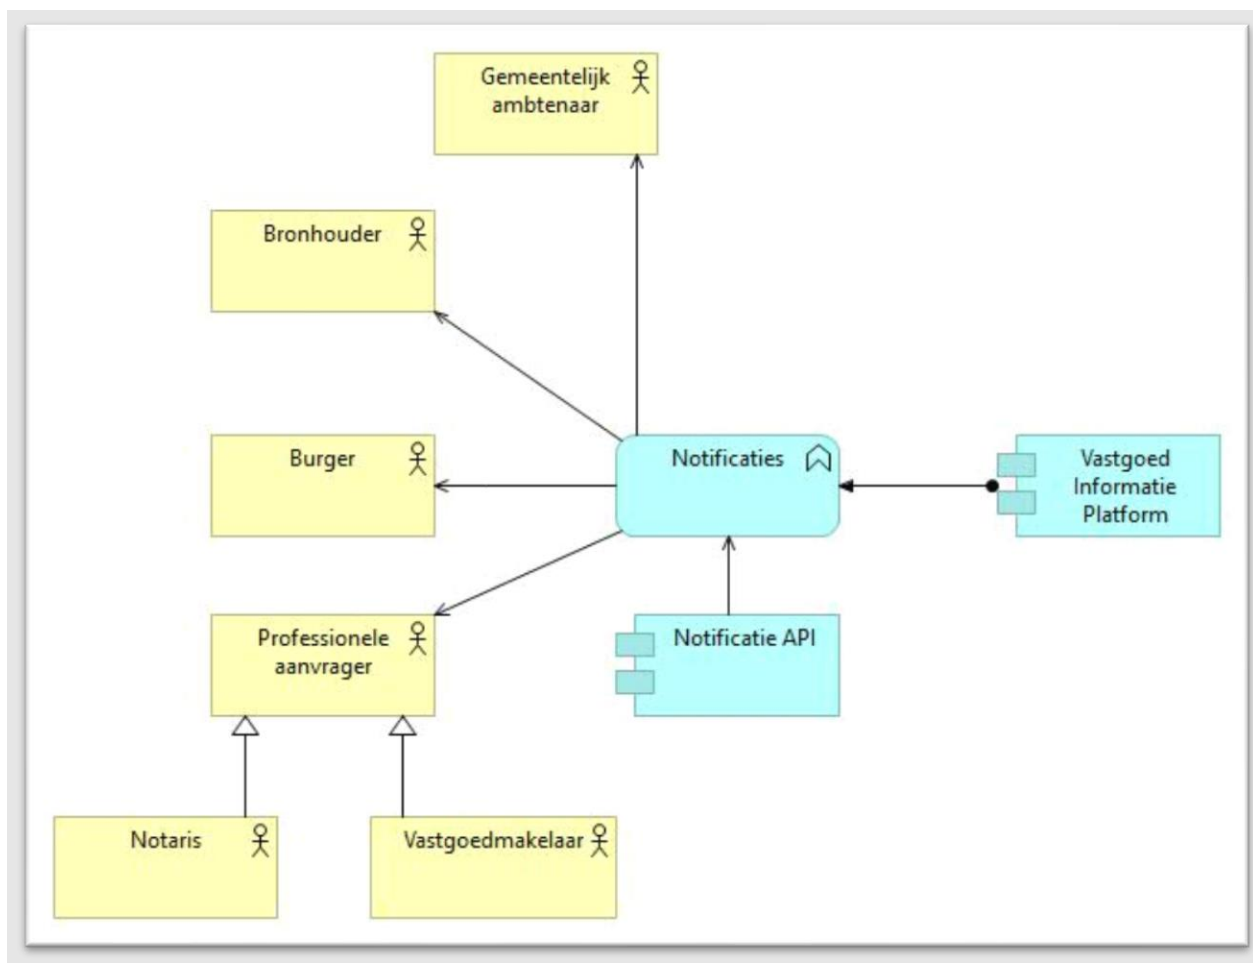 Gemeentelijk
ambtenaar
Bronhouder
Burger
Notificaties
Vastgoed
Informatie
Platform
Professionele
aanvrager
Notificatie API
Notaris
Vastgoedmakelaar